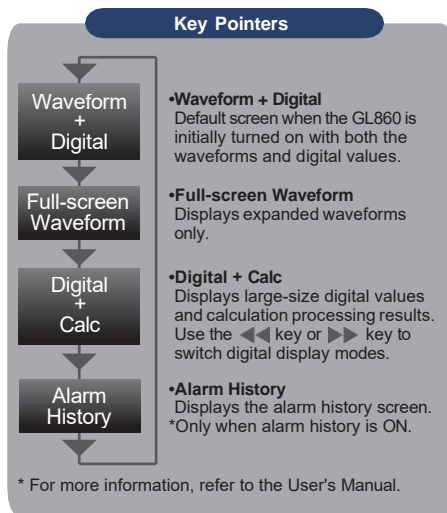 Key Pointers
Waveform
+
Digital
•Waveform + Digital
Default screen when the GL860 is
initially turned on with both the
waveforms and digital values.
Full-screen
Waveform
•Full-screen Waveform
Displays expanded waveforms
only.
Digital
+
Calc
•Digital + Calc
Displays large-size digital values
and calculation processing results.
Use the ◀◀ key or ▶▶ key to
switch digital display modes.
Alarm
History
•Alarm History
Displays the alarm history screen.
*Only when alarm history is ON.
* For more information, refer to the User's Manual.